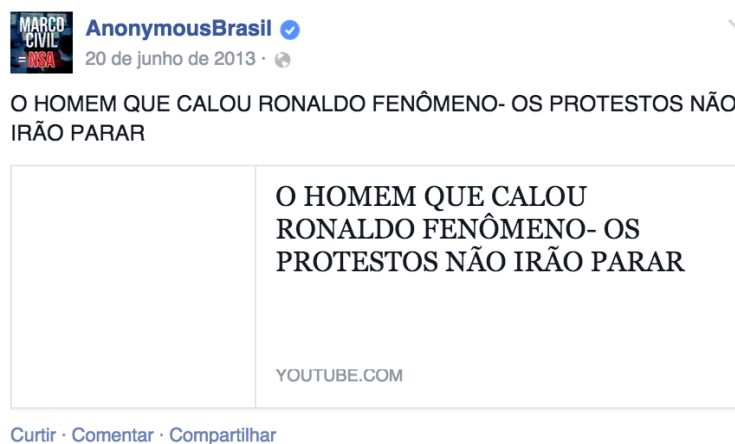 MARCO
CIVIL
= NSA
AnonymousBrasil
20 de junho de 2013 ·
O HOMEM QUE CALOU RONALDO FENÔMENO- OS PROTESTOS NÃO
IRÃO PARAR
O HOMEM QUE CALOU
RONALDO FENÔMENO- OS
PROTESTOS NÃO IRÃO PARAR
YOUTUBE.COM
Curtir · Comentar · Compartilhar